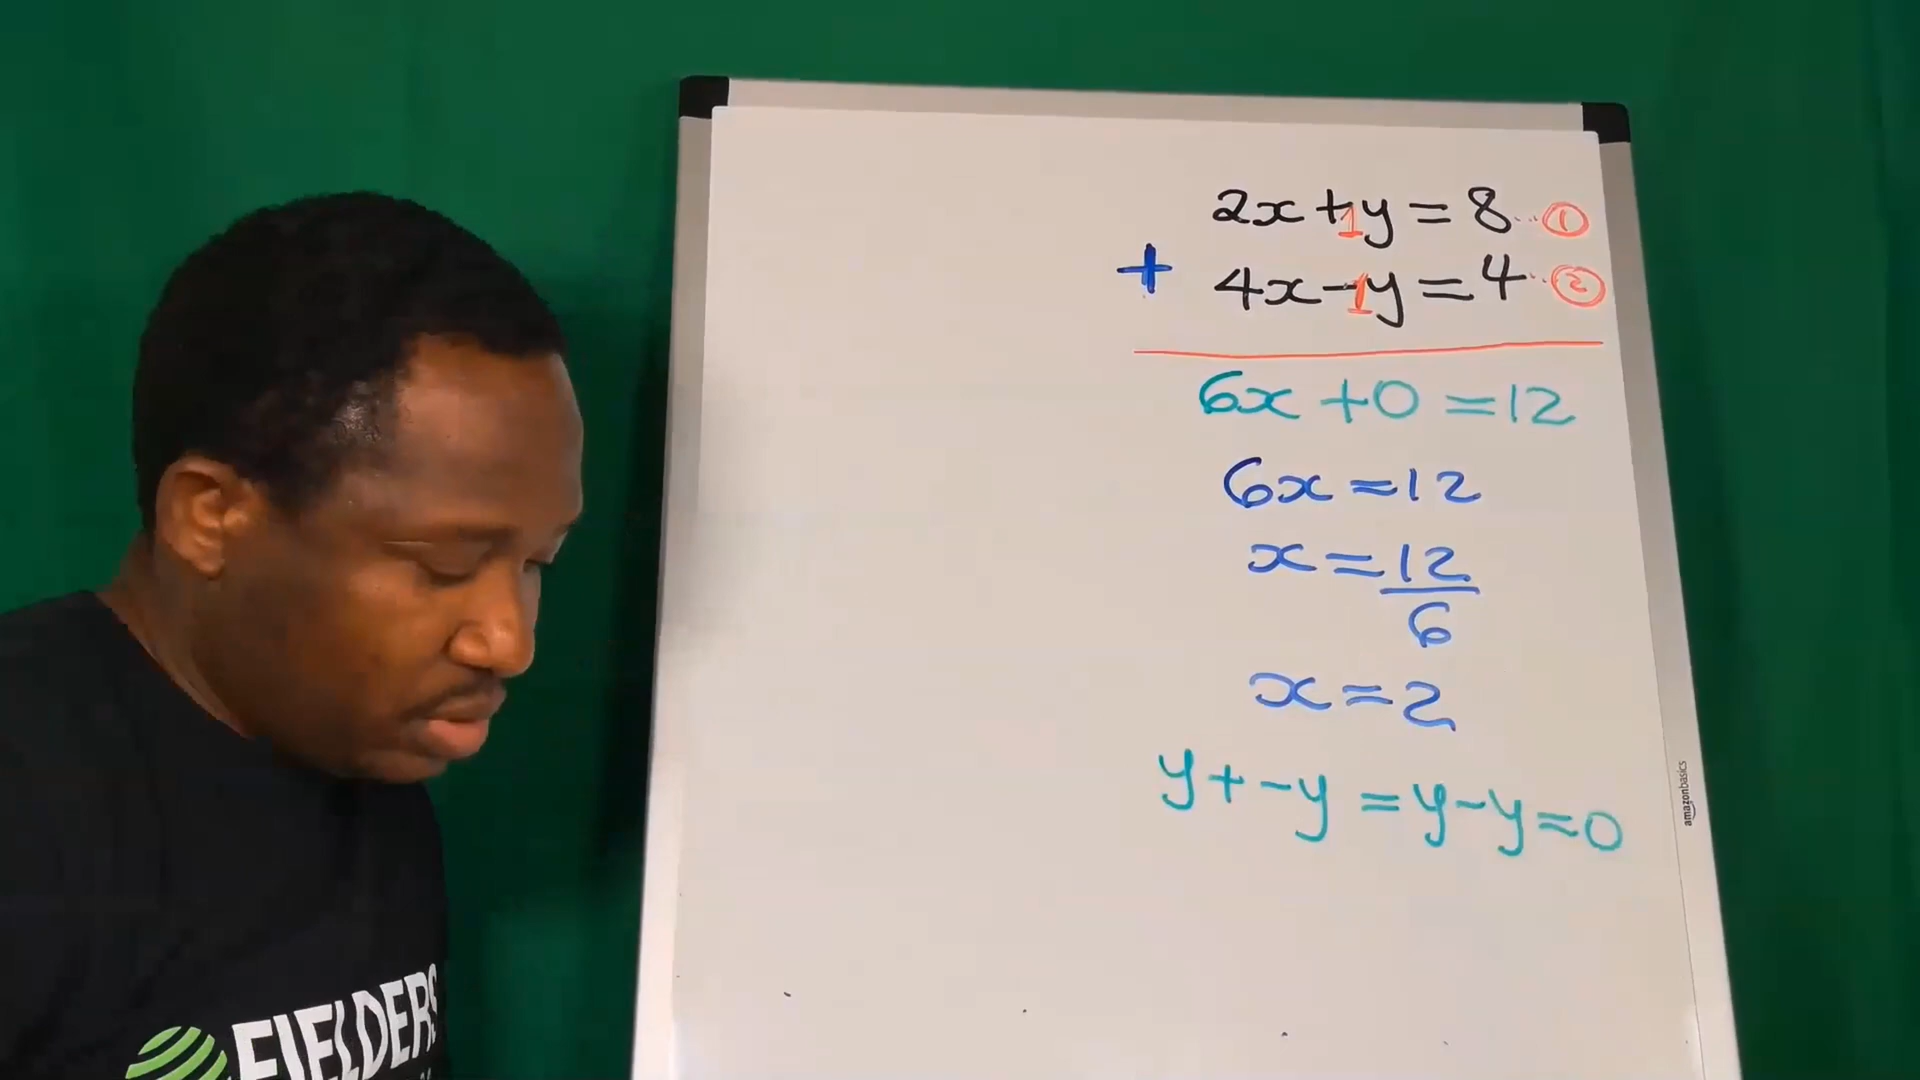 2x+1y=8...①
+ 4x-1y=4...②
6x+0=12
6x=12
x=12/6
x=2
y+-y=y-y=0
amazonbasics
FIELDERS